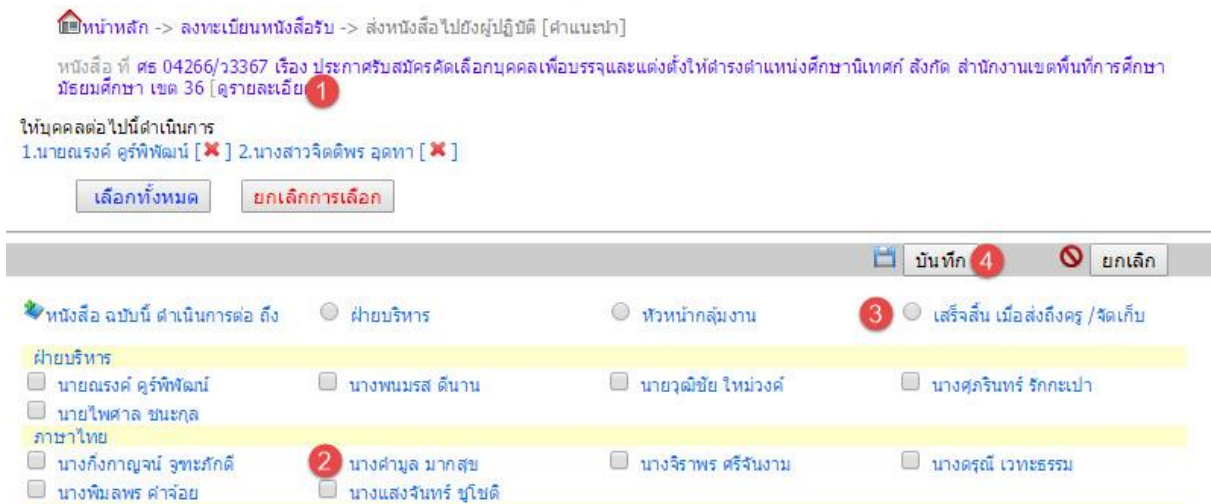 หน้าหลัก -> ลงทะเบียนหนังสือรับ -> ส่งหนังสือไปยังผู้ปฏิบัติ [คำแนะนำ]
หนังสือ ที่ ศธ 04266/ว3367 เรื่อง ประกาศรับสมัครคัดเลือกบุคคลเพื่อบรรจุและแต่งตั้งให้ดำรงตำแหน่งศึกษานิเทศก์ สังกัด สำนักงานเขตพื้นที่การศึกษา
มัธยมศึกษา เขต 36 [ดูรายละเอีย 1
ให้บุคคลต่อไปนี้ดำเนินการ
1.นายณรงค์ คูร์พิพัฒน์ [ ] 2.นางสาวจิตติพร อุดทา [ ]
เลือกทั้งหมด ยกเลิกการเลือก
บันทึก 4 ยกเลิก
หนังสือ ฉบับนี้ ดำเนินการต่อ ถึง ฝ่ายบริหาร หัวหน้ากลุ่มงาน 3 เสร็จสิ้น เมื่อส่งถึงครู /จัดเก็บ
ฝ่ายบริหาร
นายณรงค์ คูร์พิพัฒน์ นางพนมรส ดีนาน นายวุฒิชัย ใหม่วงค์ นางศุภรินทร์ รักกะเปา
นายไพศาล ชนะกุล
ภาษาไทย
นางกิ่งกาญจน์ จูฑะภักดี 2 นางคำมูล มากสุข นางจิราพร ศรีจันงาม นางดรุณี เวทะธรรม
นางพิมลพร คำจ้อย นางแสงจันทร์ ชูโชติ